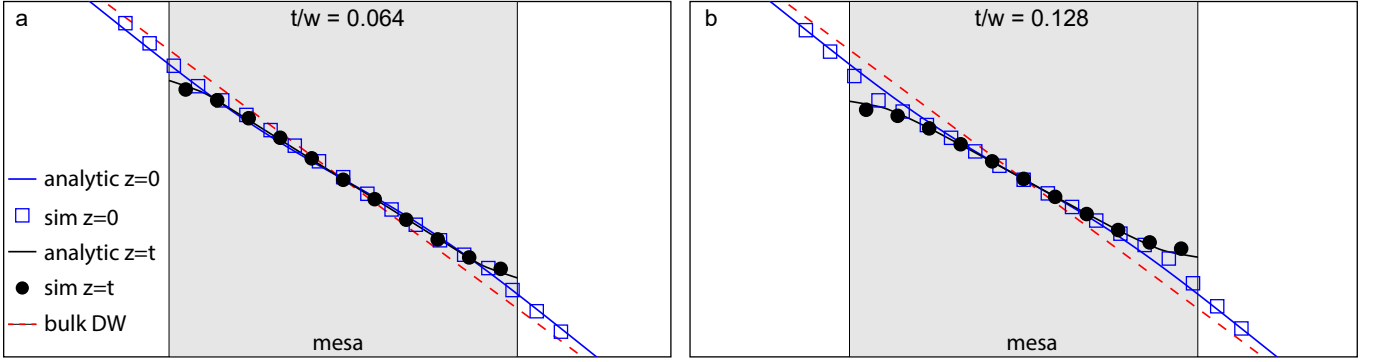 a
t/w = 0.064
analytic z=0
sim z=0
analytic z=t
sim z=t
bulk DW
mesa
b
t/w = 0.128
mesa